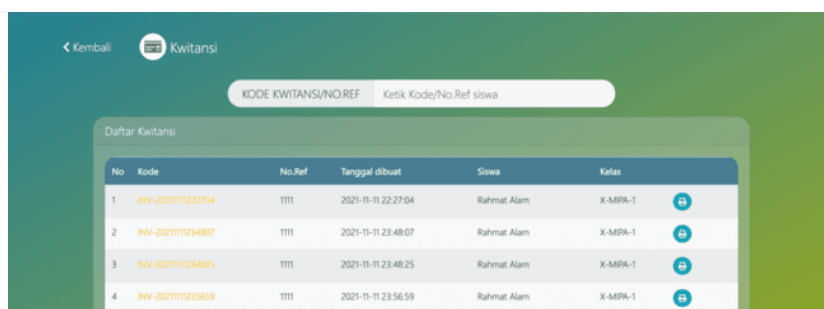 Kembali Kwitansi
KODE KWITANSI/NO.REF Ketik Kode/No.Ref siswa
Daftar Kwitansi
No Kode No.Ref Tanggal dibuat Siswa Kelas
1 INV-20211111222704 1111 2021-11-11 22:27:04 Rahmat Alam X-MIPA-1
2 INV-20211111234807 1111 2021-11-11 23:48:07 Rahmat Alam X-MIPA-1
3 INV-20211111234825 1111 2021-11-11 23:48:25 Rahmat Alam X-MIPA-1
4 INV-20211111235659 1111 2021-11-11 23:56:59 Rahmat Alam X-MIPA-1